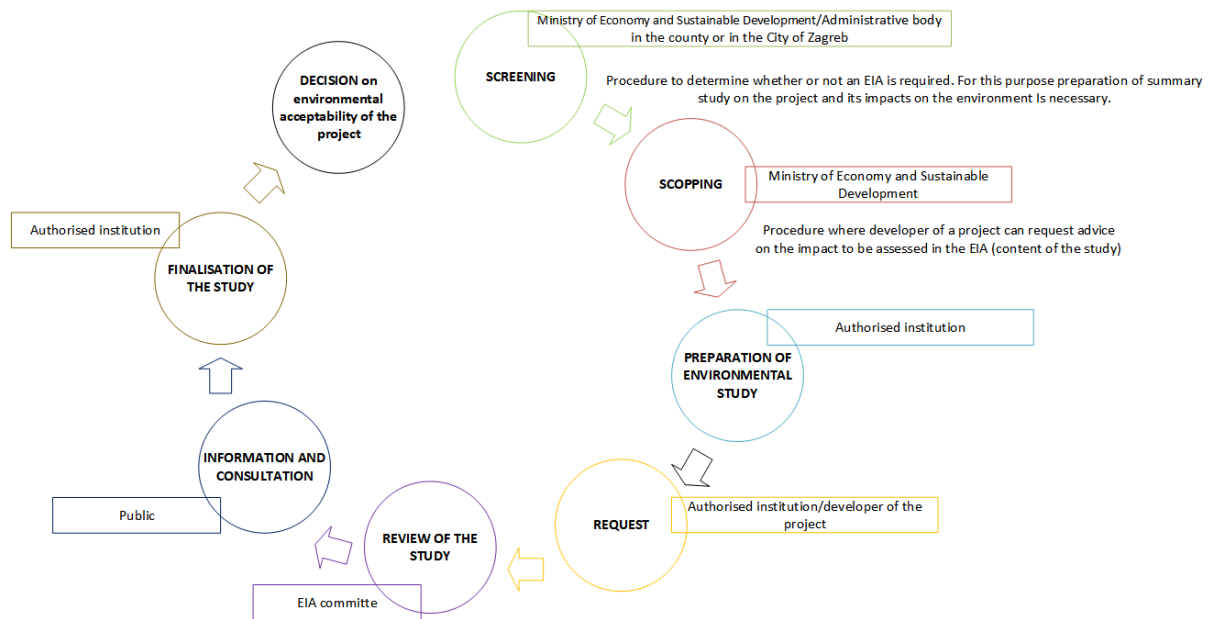 Ministry of Economy and Sustainable Development/Administrative body
in the county or in the City of Zagreb
SCREENING
Procedure to determine whether or not an EIA is required. For this purpose preparation of summary
study on the project and its impacts on the environment Is necessary.
SCOPPING
Ministry of Economy and Sustainable
Development
Procedure where developer of a project can request advice
on the impact to be assessed in the EIA (content of the study)
Authorised institution
PREPARATION OF
ENVIRONMENTAL
STUDY
Authorised institution/developer of the
project
REQUEST
REVIEW OF THE
STUDY
EIA committe
INFORMATION AND
CONSULTATION
Public
Authorised institution
FINALISATION OF
THE STUDY
DECISION on
environmental
acceptability of the
project